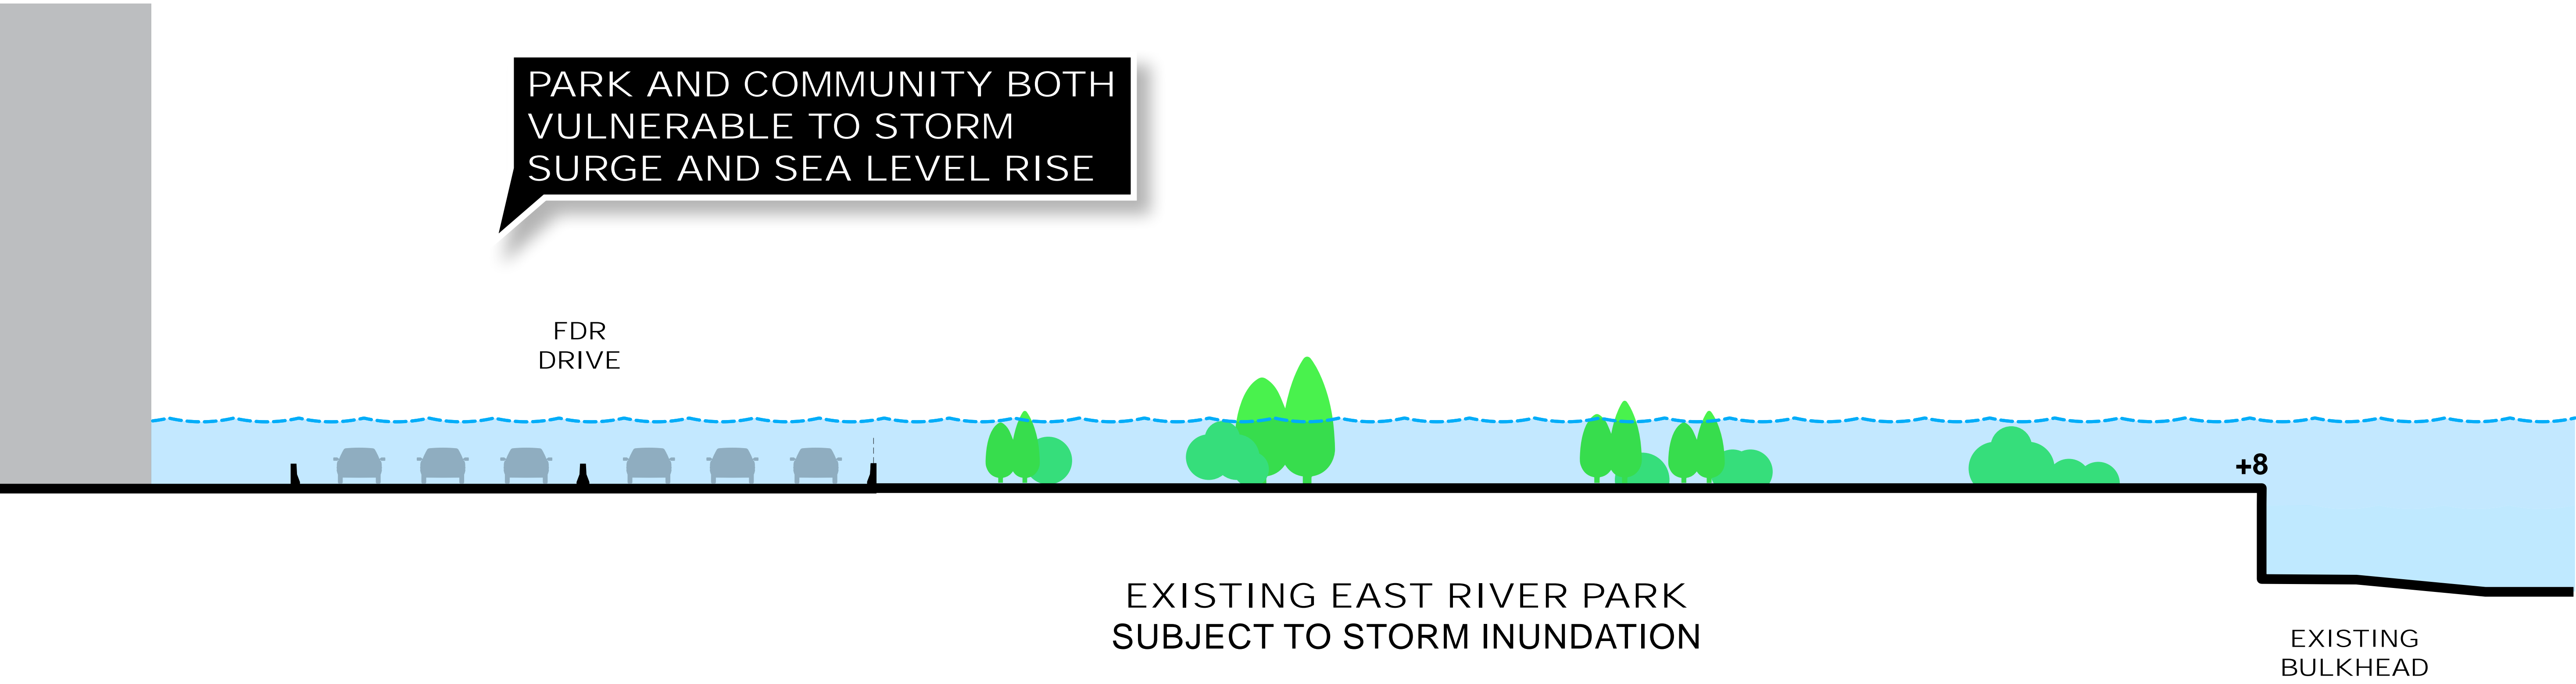 PARK AND COMMUNITY BOTH
VULNERABLE TO STORM
SURGE AND SEA LEVEL RISE
FDR
DRIVE
+8
EXISTING EAST RIVER PARK
SUBJECT TO STORM INUNDATION
EXISTING
BULKHEAD